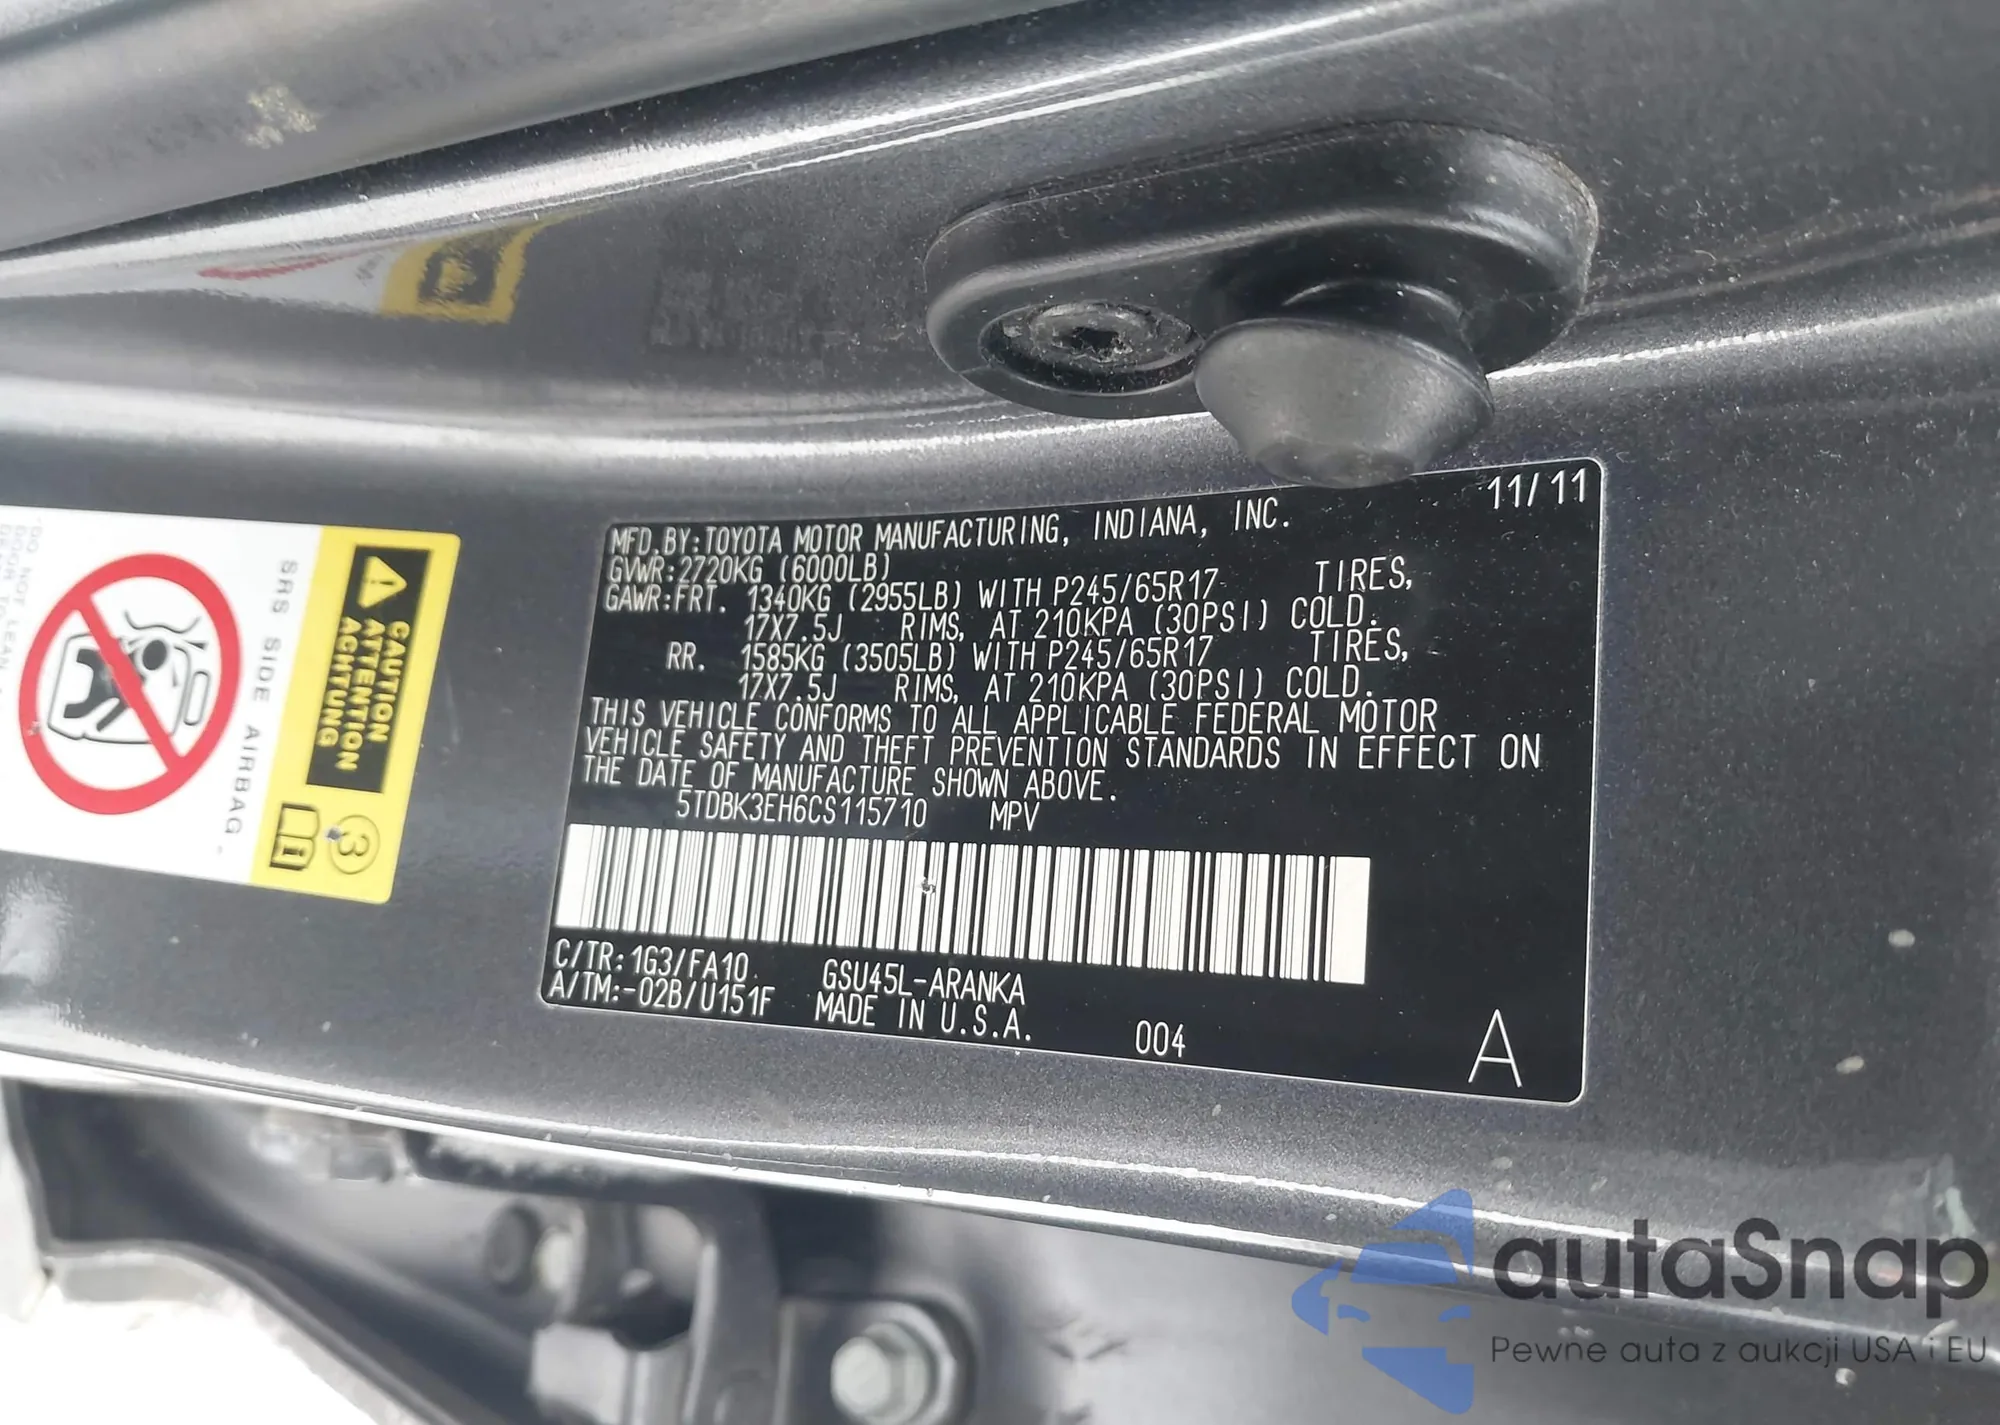 11/11
MFD.BY:TOYOTA MOTOR MANUFACTURING, INDIANA, INC.
GVWR:2720KG (6000LB)
GAWR:FRT. 1340KG (2955LB) WITH P245/65R17 TIRES,
17X7.5J RIMS, AT 210KPA (30PSI) COLD.
RR. 1585KG (3505LB) WITH P245/65R17 TIRES,
17X7.5J RIMS, AT 210KPA (30PSI) COLD.
THIS VEHICLE CONFORMS TO ALL APPLICABLE FEDERAL MOTOR
VEHICLE SAFETY AND THEFT PREVENTION STANDARDS IN EFFECT ON
THE DATE OF MANUFACTURE SHOWN ABOVE.
5TDBK3EH6CS115710 MPV
C/TR:1G3/FA10 GSU45L-ARANKA
A/TM:-02B/U151F MADE IN U.S.A.
004
A
CAUTION
ATTENTION
ACHTUNG
3
SRS SIDE AIRBAG
autaSnap
Pewne auta z aukcji USA i EU